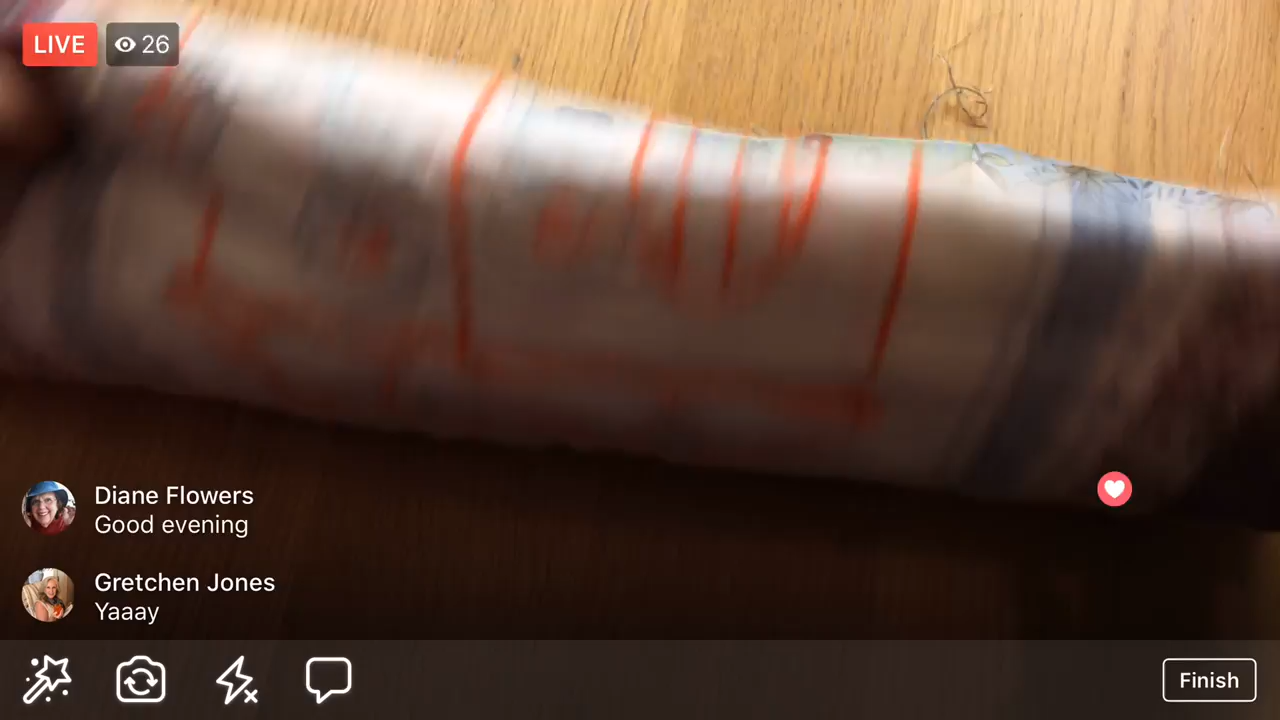 LIVE
26
Diane Flowers
Good evening
Gretchen Jones
Yaaay
Finish